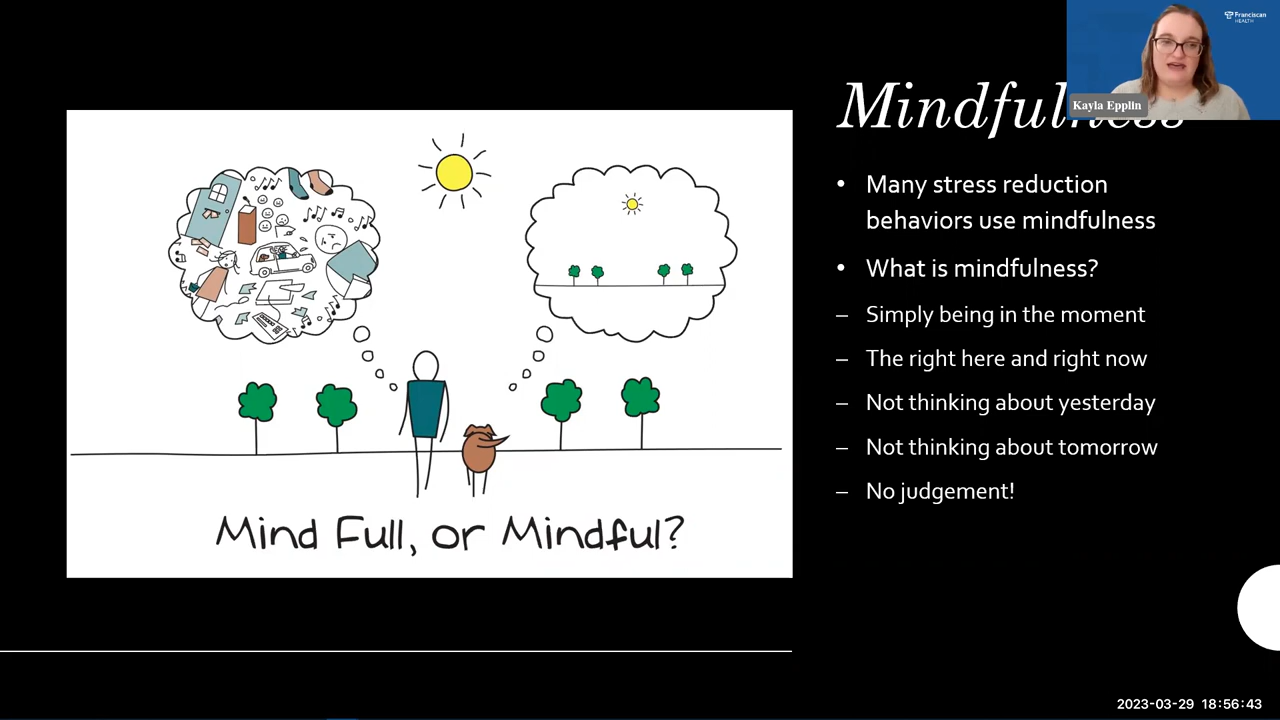 Franciscan
HEALTH
Kayla Epplin
Mindfulness
• Many stress reduction
behaviors use mindfulness
• What is mindfulness?
– Simply being in the moment
– The right here and right now
– Not thinking about yesterday
– Not thinking about tomorrow
– No judgement!
Mind Full, or Mindful?
2023-03-29 18:56:43